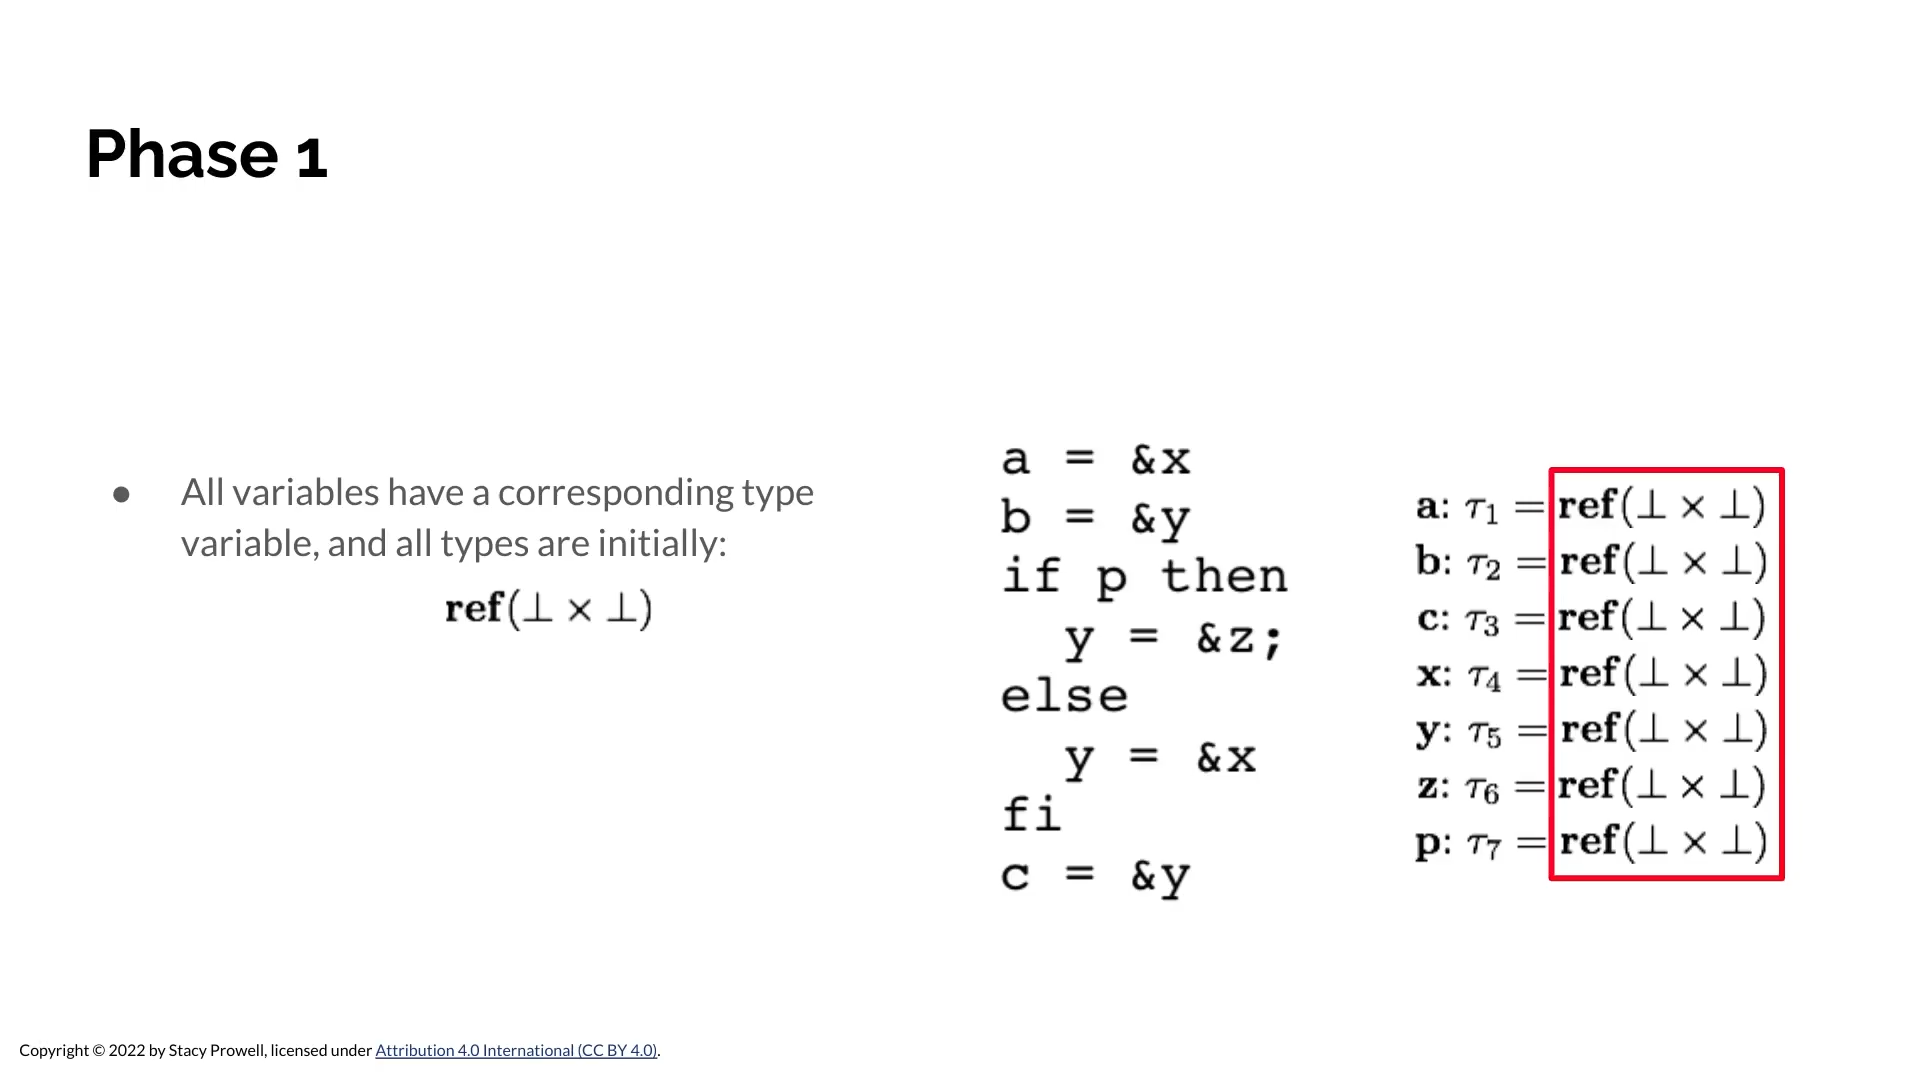 Phase 1
● All variables have a corresponding type
variable, and all types are initially:
ref(⊥ × ⊥)
a = &x
b = &y
if p then
  y = &z;
else
  y = &x
fi
c = &y
a: τ₁ = ref(⊥ × ⊥)
b: τ₂ = ref(⊥ × ⊥)
c: τ₃ = ref(⊥ × ⊥)
x: τ₄ = ref(⊥ × ⊥)
y: τ₅ = ref(⊥ × ⊥)
z: τ₆ = ref(⊥ × ⊥)
p: τ₇ = ref(⊥ × ⊥)
Copyright © 2022 by Stacy Prowell, licensed under Attribution 4.0 International (CC BY 4.0).